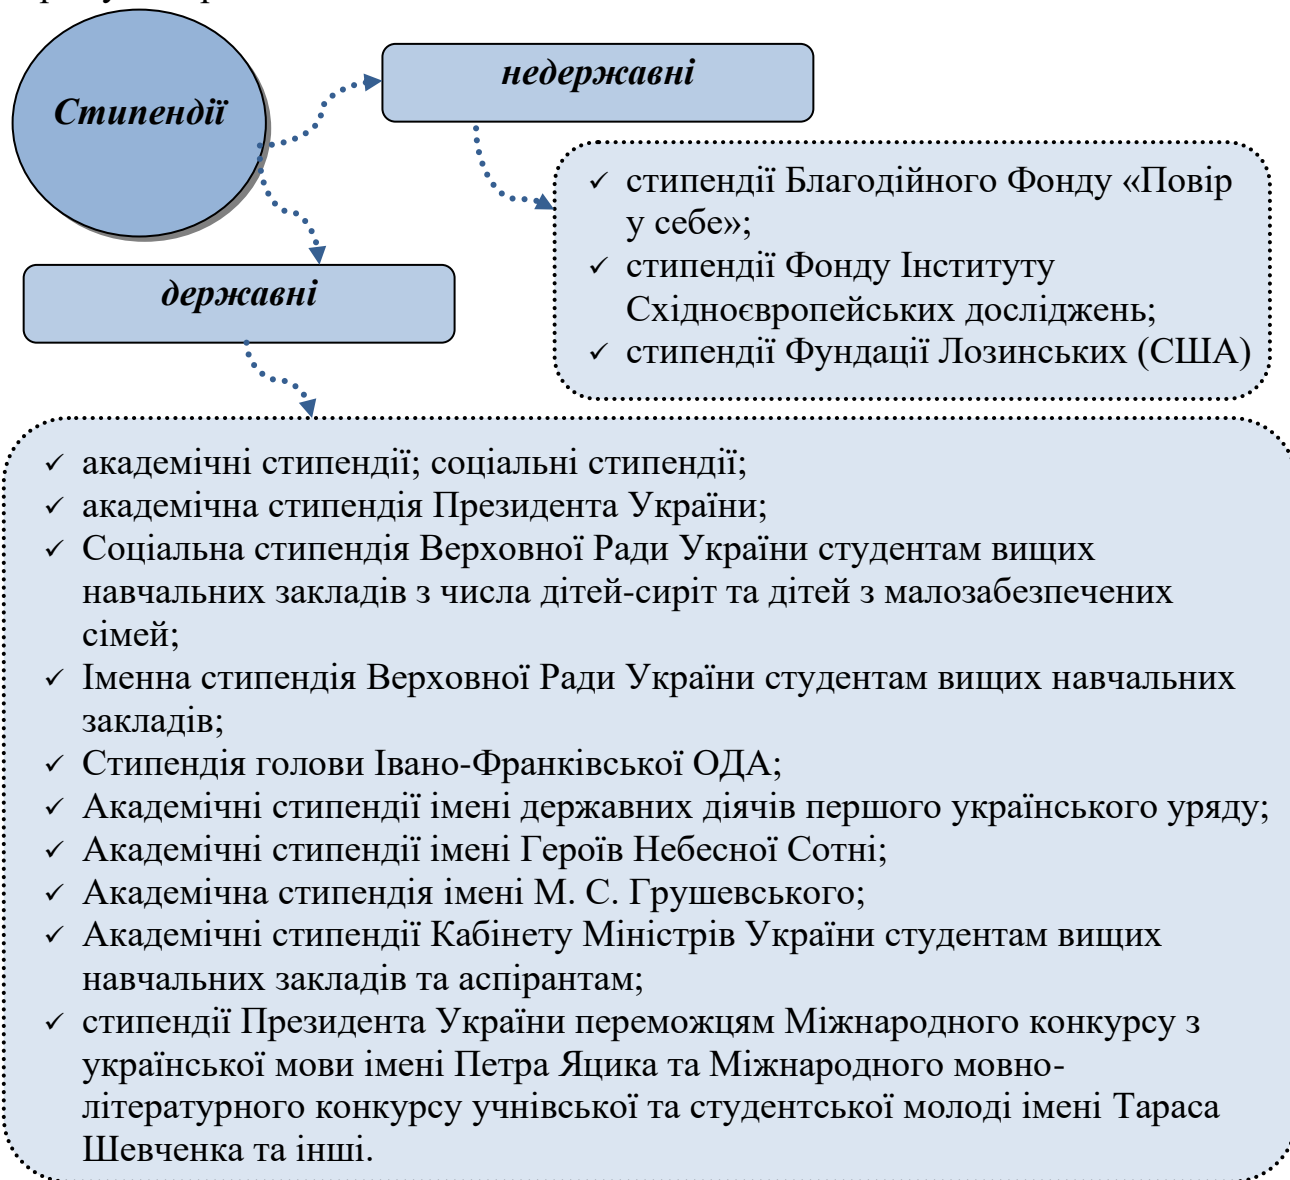 Стипендії
недержавні
✓ стипендії Благодійного Фонду «Повір
у себе»;
✓ стипендії Фонду Інституту
Східноєвропейських досліджень;
✓ стипендії Фундації Лозинських (США)
державні
✓ академічні стипендії; соціальні стипендії;
✓ академічна стипендія Президента України;
✓ Соціальна стипендія Верховної Ради України студентам вищих
навчальних закладів з числа дітей-сиріт та дітей з малозабезпечених
сімей;
✓ Іменна стипендія Верховної Ради України студентам вищих навчальних
закладів;
✓ Стипендія голови Івано-Франківської ОДА;
✓ Академічні стипендії імені державних діячів першого українського уряду;
✓ Академічні стипендії імені Героїв Небесної Сотні;
✓ Академічна стипендія імені М. С. Грушевського;
✓ Академічні стипендії Кабінету Міністрів України студентам вищих
навчальних закладів та аспірантам;
✓ стипендії Президента України переможцям Міжнародного конкурсу з
української мови імені Петра Яцика та Міжнародного мовно-
літературного конкурсу учнівської та студентської молоді імені Тараса
Шевченка та інші.